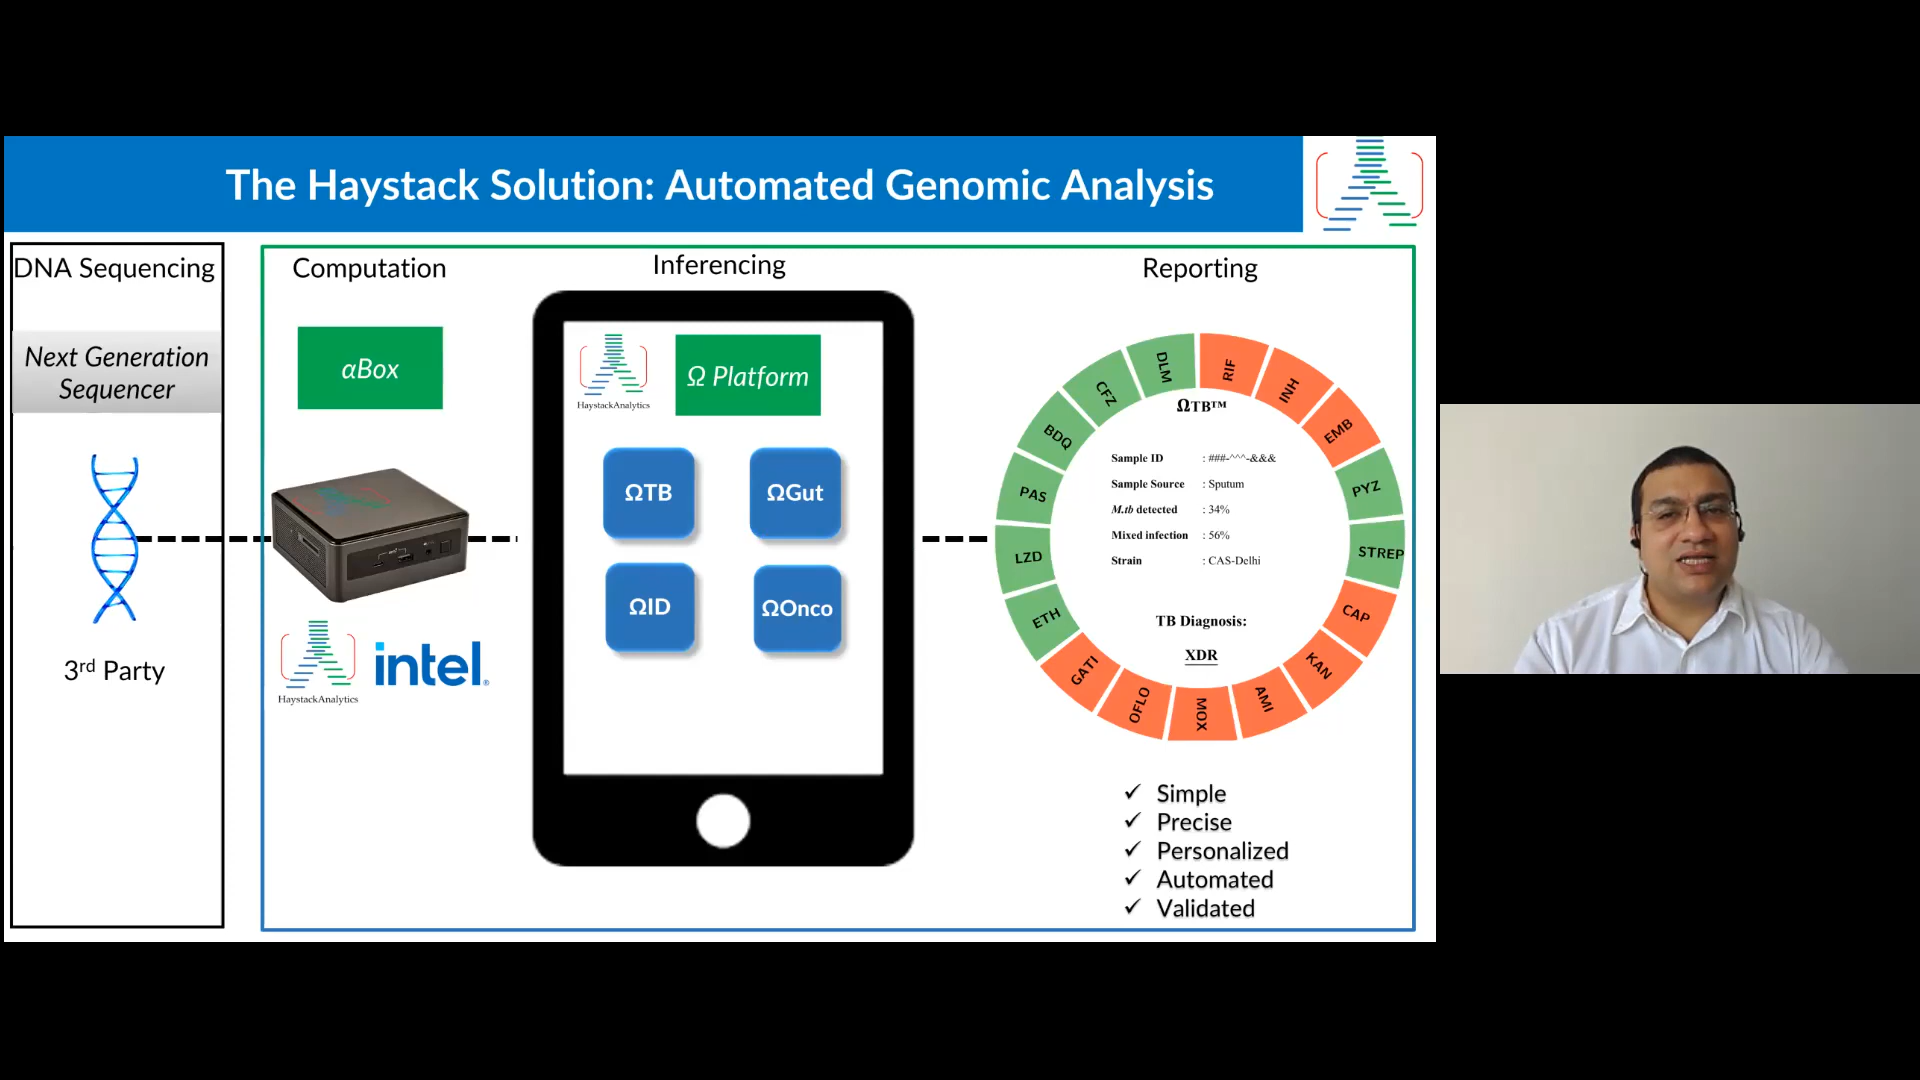 The Haystack Solution: Automated Genomic Analysis
DNA Sequencing
Next Generation
Sequencer
3rd Party
Computation
αBox
HaystackAnalytics
intel.
Inferencing
HaystackAnalytics
Ω Platform
ΩTB
ΩGut
ΩID
ΩOnco
Reporting
RIF
INH
EMB
PYZ
STREP
CAP
KAN
AMI
MOX
OFLO
GATI
ETH
LZD
PAS
BDQ
CFZ
DLM
ΩTB™
Sample ID : ###-^^^-&&&
Sample Source : Sputum
M.tb detected : 34%
Mixed infection : 56%
Strain : CAS-Delhi
TB Diagnosis:
XDR
✓ Simple
✓ Precise
✓ Personalized
✓ Automated
✓ Validated